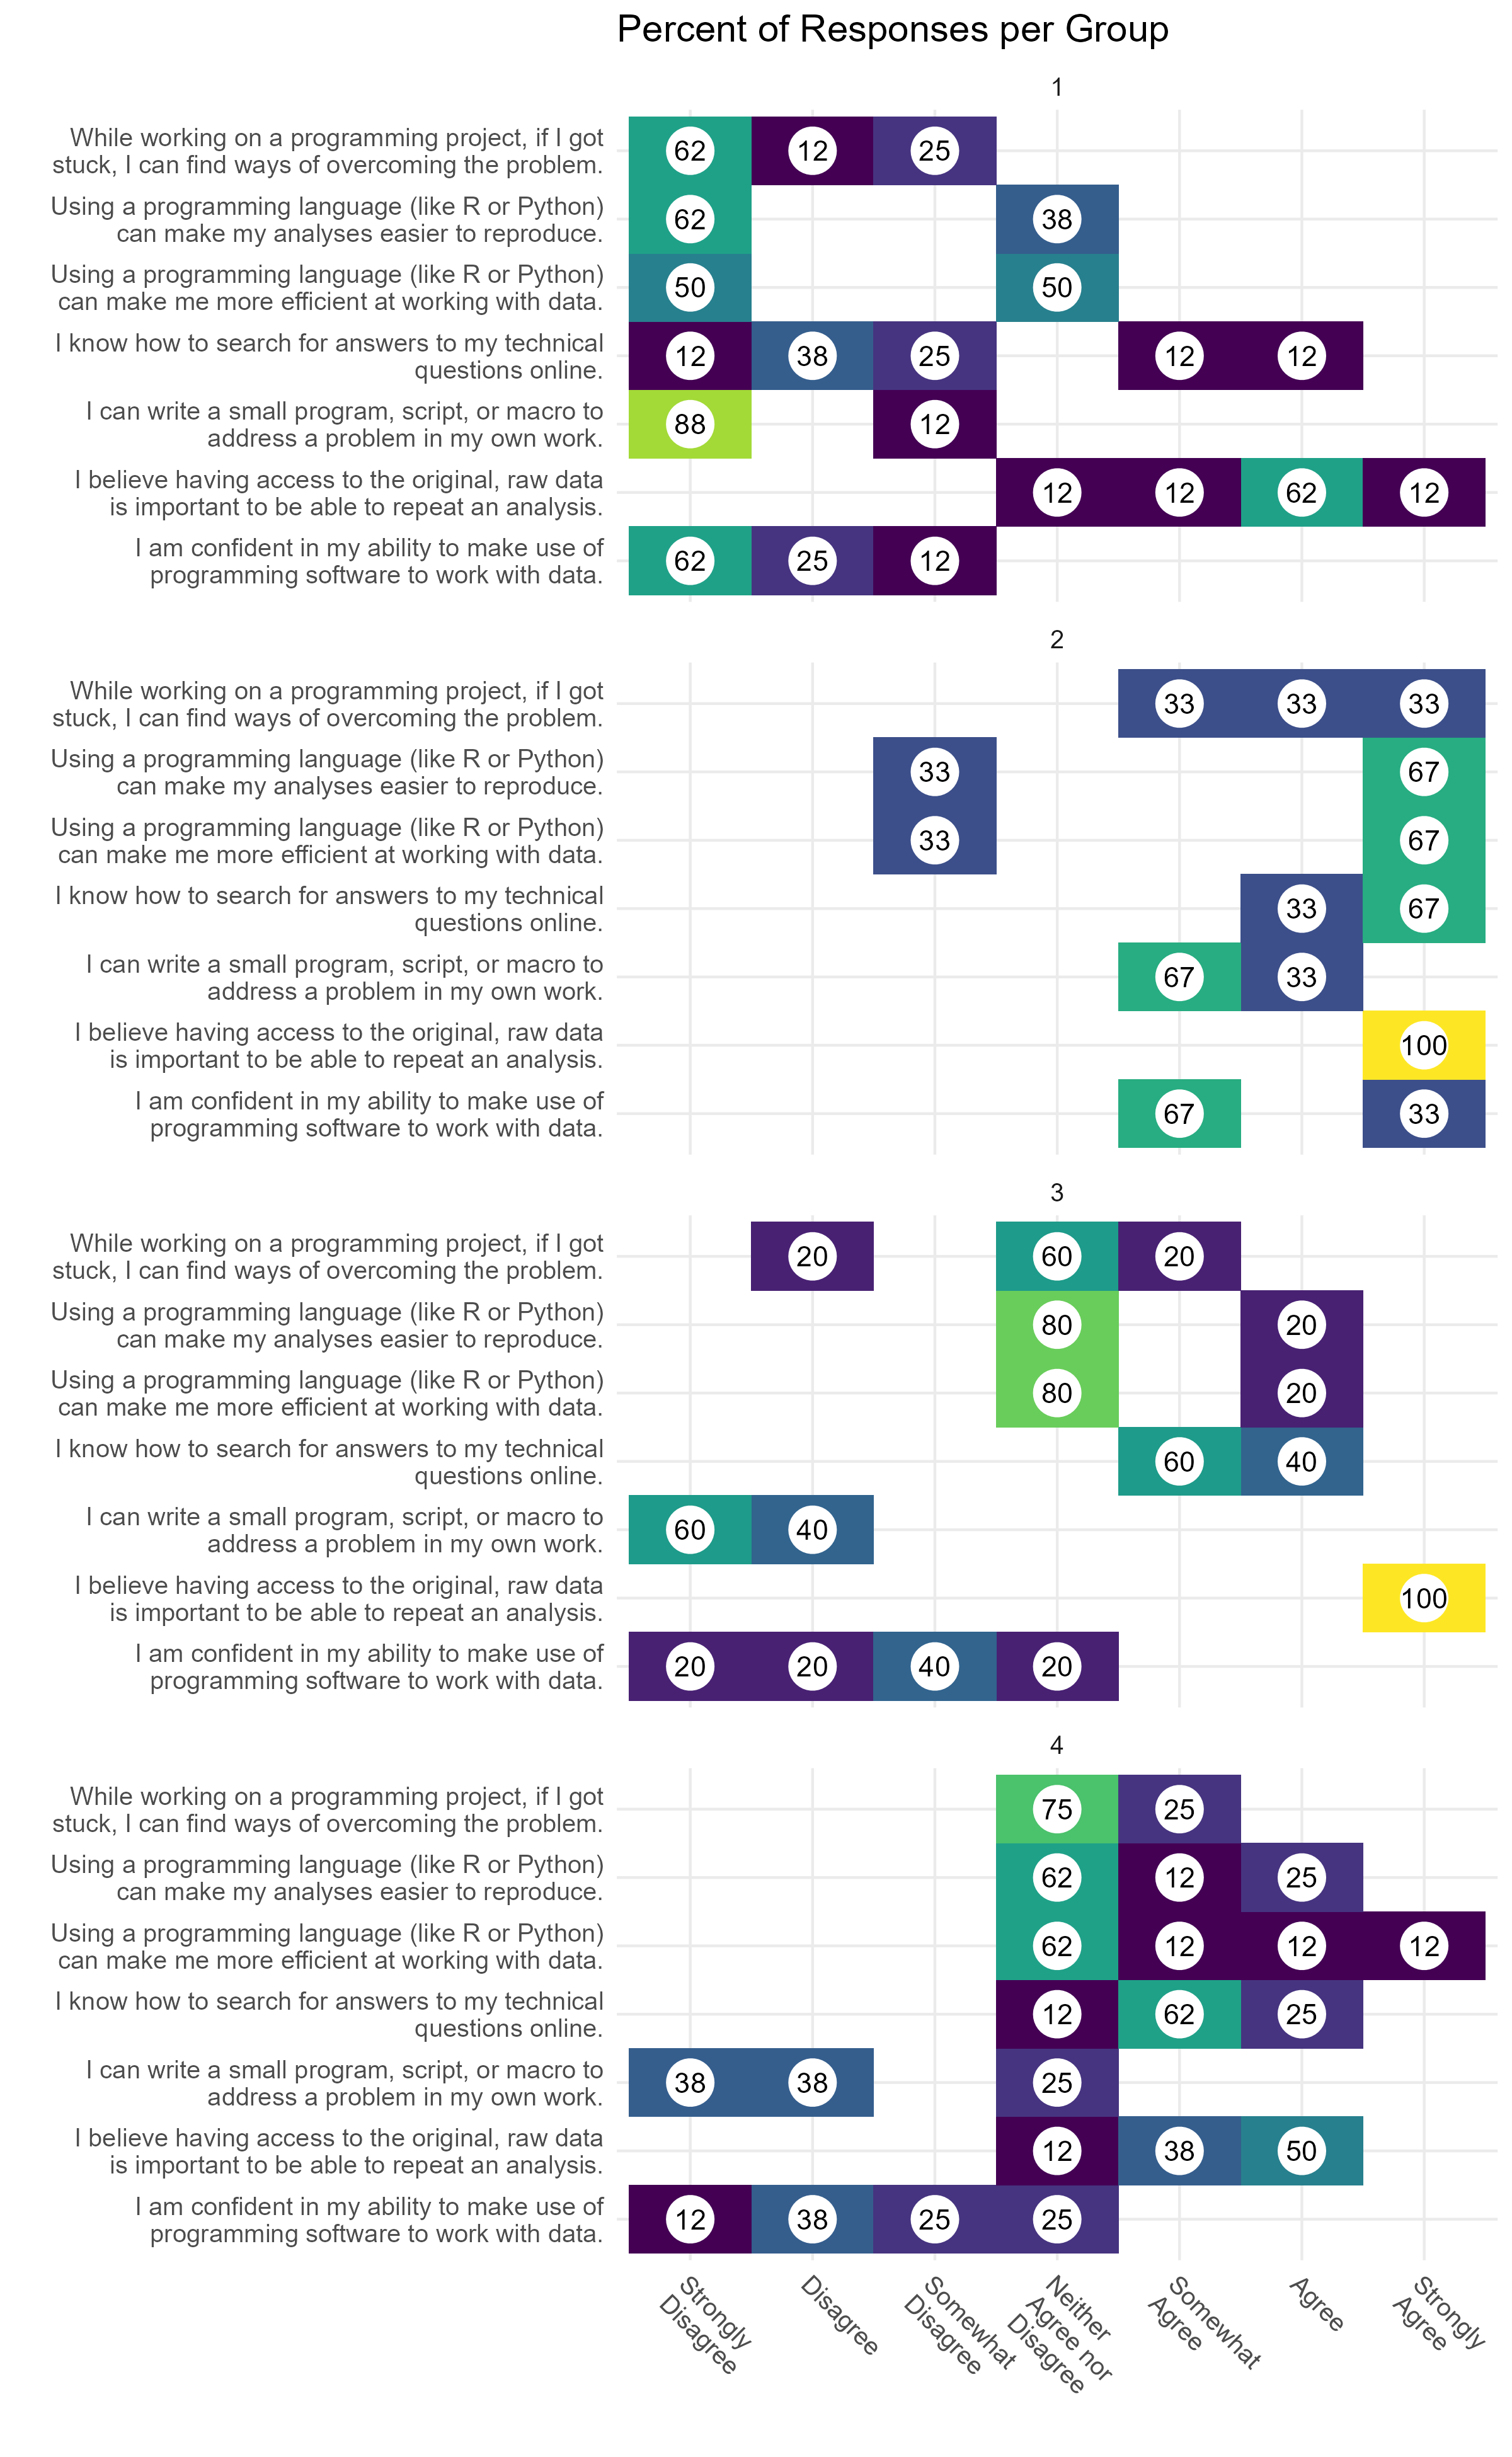 Percent of Responses per Group
1
While working on a programming project, if I got
stuck, I can find ways of overcoming the problem.
62 12 25
Using a programming language (like R or Python)
can make my analyses easier to reproduce.
62 38
Using a programming language (like R or Python)
can make me more efficient at working with data.
50 50
I know how to search for answers to my technical
questions online.
12 38 25 12 12
I can write a small program, script, or macro to
address a problem in my own work.
88 12
I believe having access to the original, raw data
is important to be able to repeat an analysis.
12 12 62 12
I am confident in my ability to make use of
programming software to work with data.
62 25 12
2
While working on a programming project, if I got
stuck, I can find ways of overcoming the problem.
33 33 33
Using a programming language (like R or Python)
can make my analyses easier to reproduce.
33 67
Using a programming language (like R or Python)
can make me more efficient at working with data.
33 67
I know how to search for answers to my technical
questions online.
33 67
I can write a small program, script, or macro to
address a problem in my own work.
67 33
I believe having access to the original, raw data
is important to be able to repeat an analysis.
100
I am confident in my ability to make use of
programming software to work with data.
67 33
3
While working on a programming project, if I got
stuck, I can find ways of overcoming the problem.
20 60 20
Using a programming language (like R or Python)
can make my analyses easier to reproduce.
80 20
Using a programming language (like R or Python)
can make me more efficient at working with data.
80 20
I know how to search for answers to my technical
questions online.
60 40
I can write a small program, script, or macro to
address a problem in my own work.
60 40
I believe having access to the original, raw data
is important to be able to repeat an analysis.
100
I am confident in my ability to make use of
programming software to work with data.
20 20 40 20
4
While working on a programming project, if I got
stuck, I can find ways of overcoming the problem.
75 25
Using a programming language (like R or Python)
can make my analyses easier to reproduce.
62 12 25
Using a programming language (like R or Python)
can make me more efficient at working with data.
62 12 12 12
I know how to search for answers to my technical
questions online.
12 62 25
I can write a small program, script, or macro to
address a problem in my own work.
38 38 25
I believe having access to the original, raw data
is important to be able to repeat an analysis.
12 38 50
I am confident in my ability to make use of
programming software to work with data.
12 38 25 25
Strongly
Disagree
Disagree
Somewhat
Disagree
Neither
Agree nor
Disagree
Somewhat
Agree
Agree
Strongly
Agree